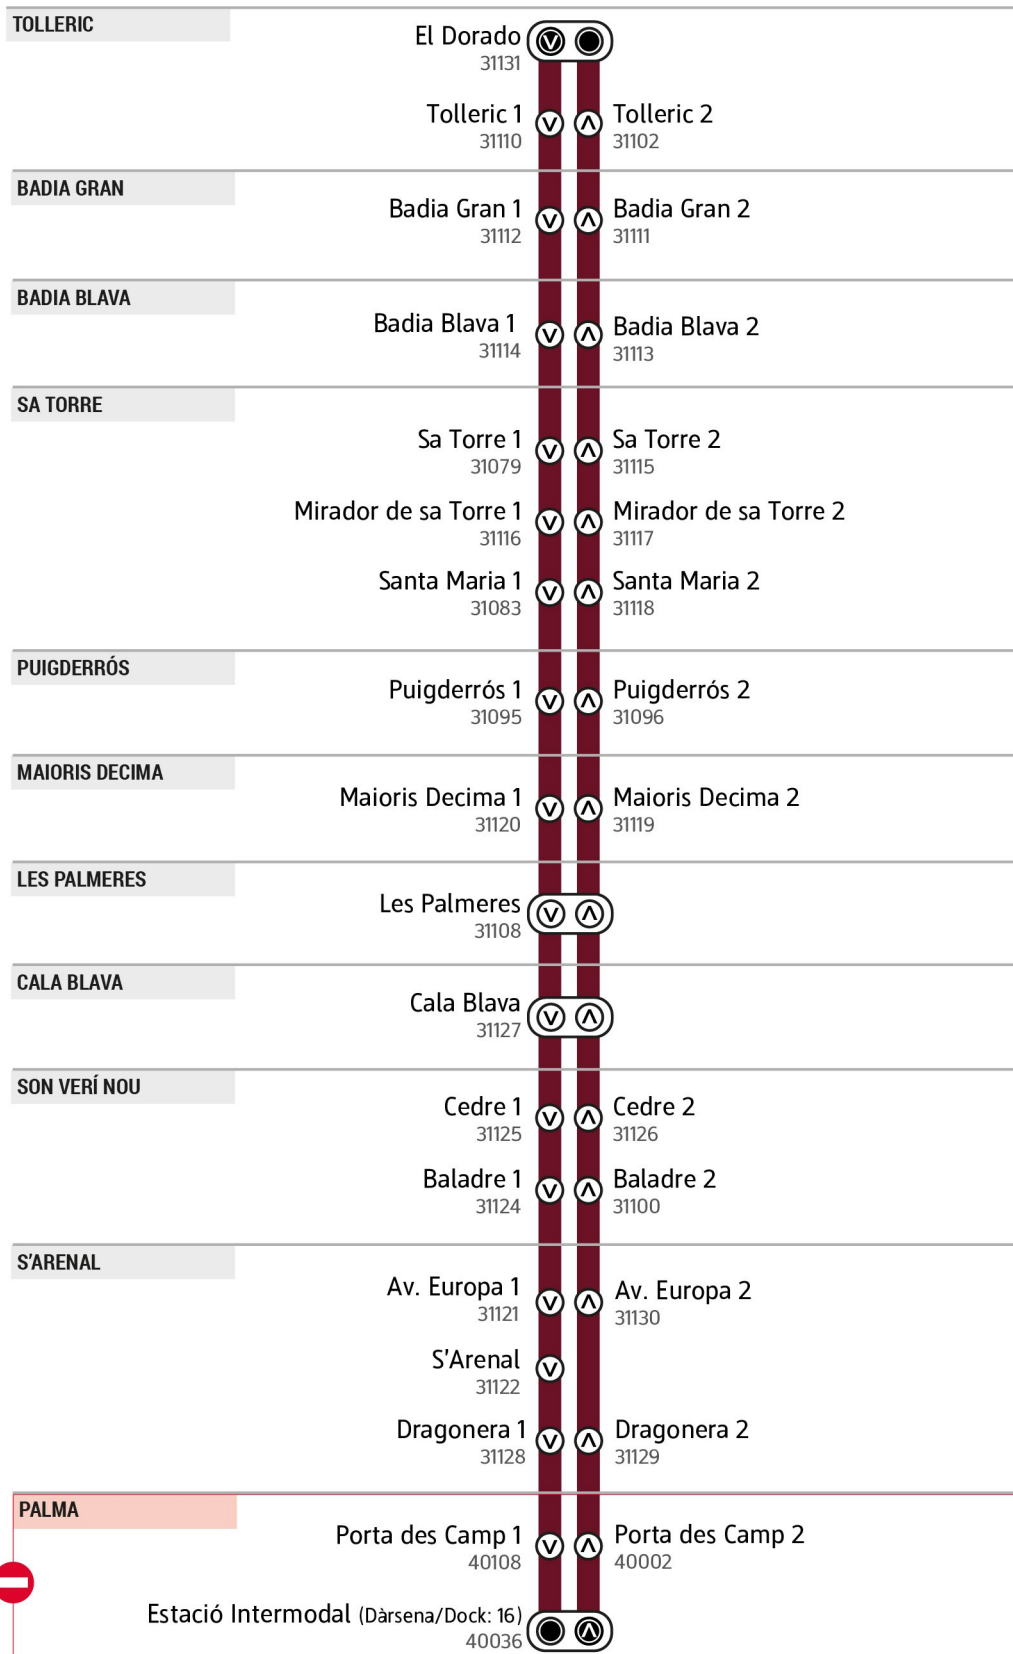 TOLLERIC
El Dorado
31131
Tolleric 1
31110
Tolleric 2
31102
BADIA GRAN
Badia Gran 1
31112
Badia Gran 2
31111
BADIA BLAVA
Badia Blava 1
31114
Badia Blava 2
31113
SA TORRE
Sa Torre 1
31079
Sa Torre 2
31115
Mirador de sa Torre 1
31116
Mirador de sa Torre 2
31117
Santa Maria 1
31083
Santa Maria 2
31118
PUIGDERRÓS
Puigderrós 1
31095
Puigderrós 2
31096
MAIORIS DECIMA
Maioris Decima 1
31120
Maioris Decima 2
31119
LES PALMERES
Les Palmeres
31108
CALA BLAVA
Cala Blava
31127
SON VERÍ NOU
Cedre 1
31125
Cedre 2
31126
Baladre 1
31124
Baladre 2
31100
S'ARENAL
Av. Europa 1
31121
Av. Europa 2
31130
S'Arenal
31122
Dragonera 1
31128
Dragonera 2
31129
PALMA
Porta des Camp 1
40108
Porta des Camp 2
40002
Estació Intermodal (Dàrsena/Dock: 16)
40036